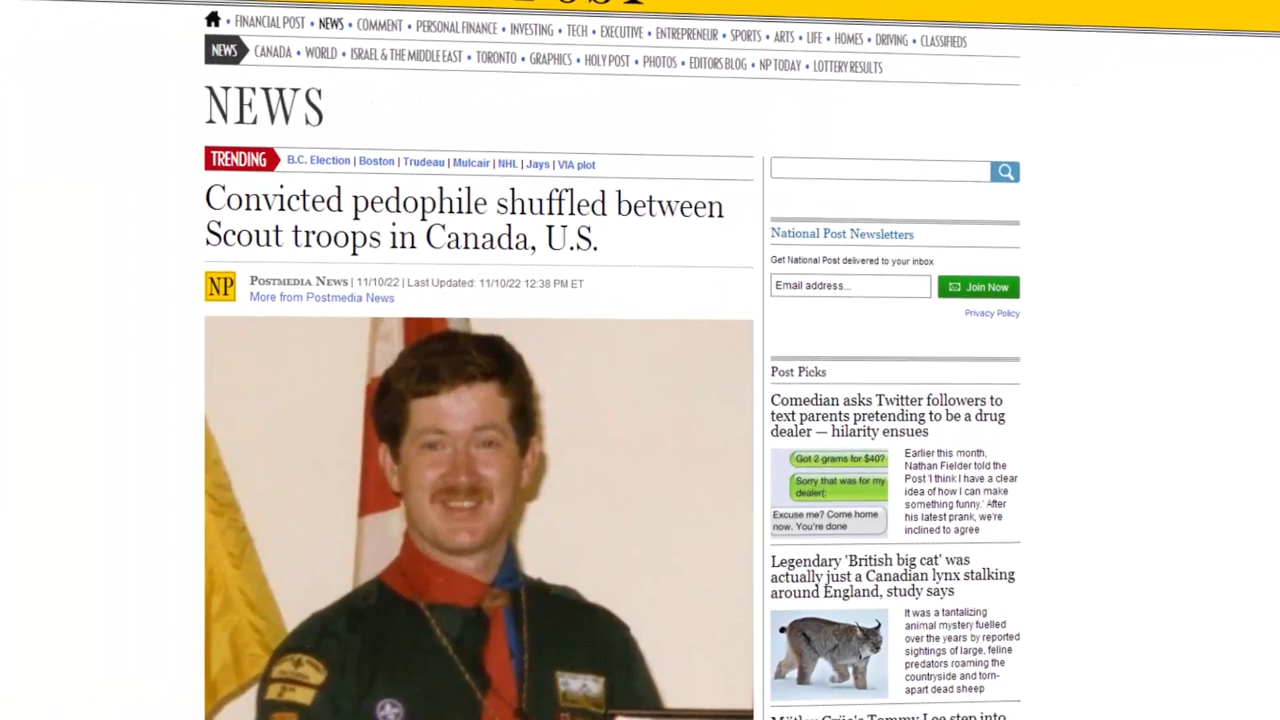 FINANCIAL POST • NEWS • COMMENT • PERSONAL FINANCE • INVESTING • TECH • EXECUTIVE • ENTREPRENEUR • SPORTS • ARTS • LIFE • HOMES • DRIVING • CLASSIFIEDS
NEWS CANADA • WORLD • ISRAEL & THE MIDDLE EAST • TORONTO • GRAPHICS • HOLY POST • PHOTOS • EDITORS BLOG • NP TODAY • LOTTERY RESULTS
NEWS
TRENDING B.C. Election | Boston | Trudeau | Mulcair | NHL | Jays | VIA plot
Convicted pedophile shuffled between
Scout troops in Canada, U.S.
NP
POSTMEDIA NEWS | 11/10/22 | Last Updated: 11/10/22 12:38 PM ET
More from Postmedia News
National Post Newsletters
Get National Post delivered to your inbox
Email address... Join Now
Privacy Policy
Post Picks
Comedian asks Twitter followers to
text parents pretending to be a drug
dealer — hilarity ensues
Got 2 grams for $40?
Sorry that was for my
dealer(:
Excuse me? Come home
now. You're done
Earlier this month,
Nathan Fielder told the
Post 'I think I have a clear
idea of how I can make
something funny.' After
his latest prank, we're
inclined to agree
Legendary 'British big cat' was
actually just a Canadian lynx stalking
around England, study says
It was a tantalizing
animal mystery fuelled
over the years by reported
sightings of large, feline
predators roaming the
countryside and torn-
apart dead sheep
Mötley Crüe's Tommy Lee step into